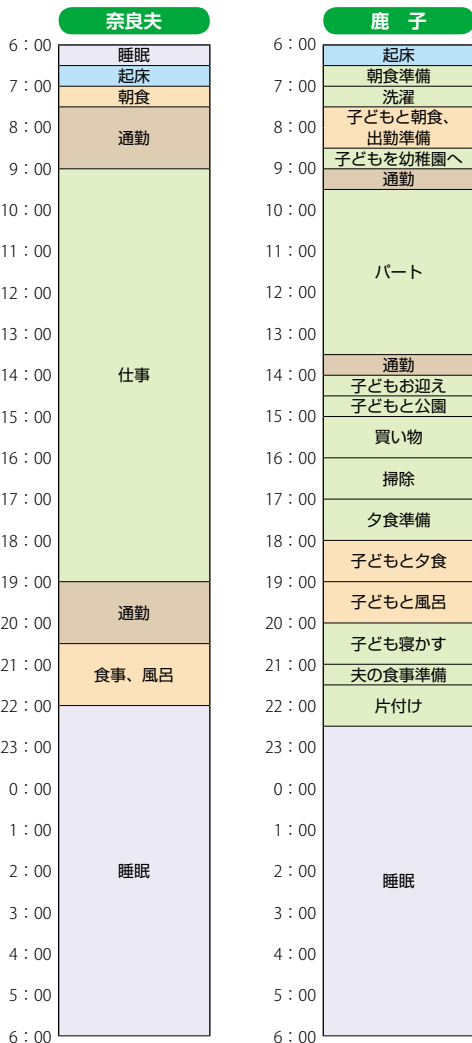 奈良夫
6：00
7：00
8：00
9：00
10：00
11：00
12：00
13：00
14：00
15：00
16：00
17：00
18：00
19：00
20：00
21：00
22：00
23：00
0：00
1：00
2：00
3：00
4：00
5：00
6：00
睡眠
起床
朝食
通勤
仕事
通勤
食事、風呂
睡眠
鹿 子
6：00
7：00
8：00
9：00
10：00
11：00
12：00
13：00
14：00
15：00
16：00
17：00
18：00
19：00
20：00
21：00
22：00
23：00
0：00
1：00
2：00
3：00
4：00
5：00
6：00
起床
朝食準備
洗濯
子どもと朝食、
出勤準備
子どもを幼稚園へ
通勤
パート
通勤
子どもお迎え
子どもと公園
買い物
掃除
夕食準備
子どもと夕食
子どもと風呂
子ども寝かす
夫の食事準備
片付け
睡眠